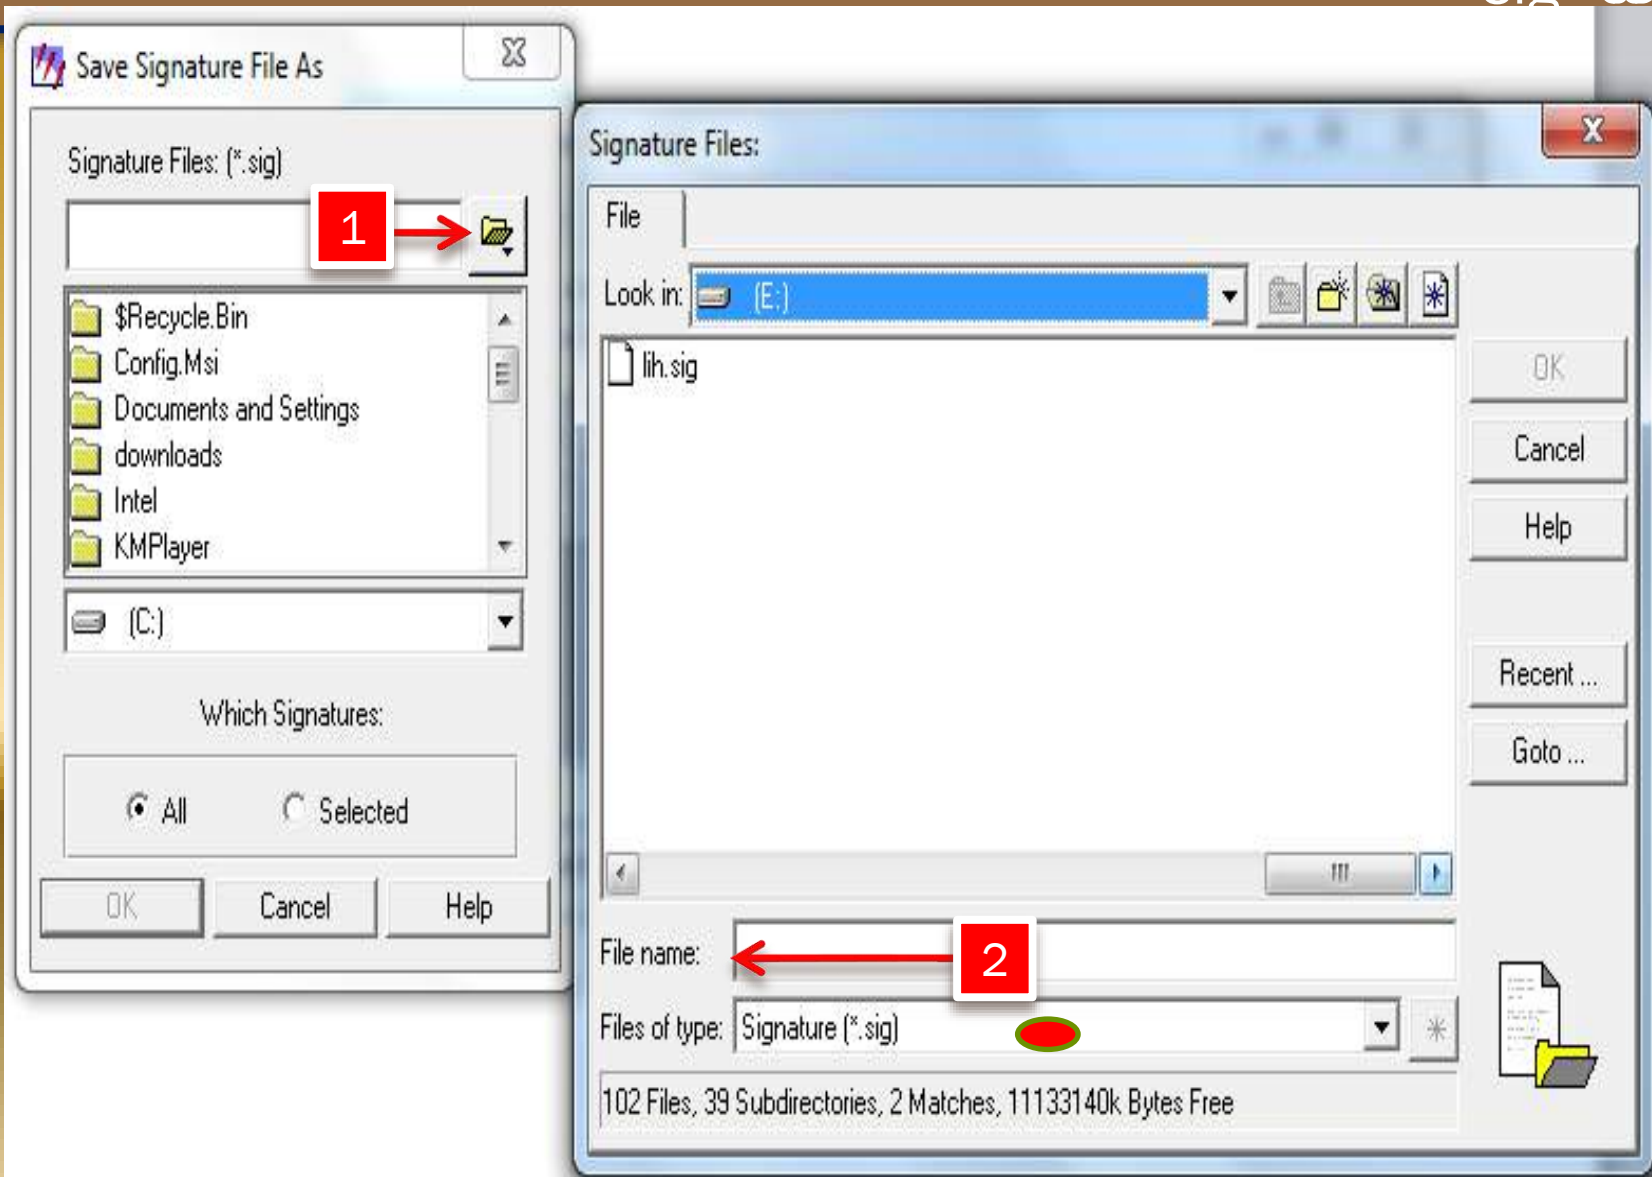 Save Signature File As
Signature Files: (*.sig)
1
$Recycle.Bin
Config.Msi
Documents and Settings
downloads
Intel
KMPlayer
(C:)
Which Signatures:
All
Selected
OK
Cancel
Help
Signature Files:
File
Look in:
(E:)
lih.sig
OK
Cancel
Help
Recent ...
Goto ...
File name:
2
Files of type:
Signature (*.sig)
102 Files, 39 Subdirectories, 2 Matches, 11133140k Bytes Free